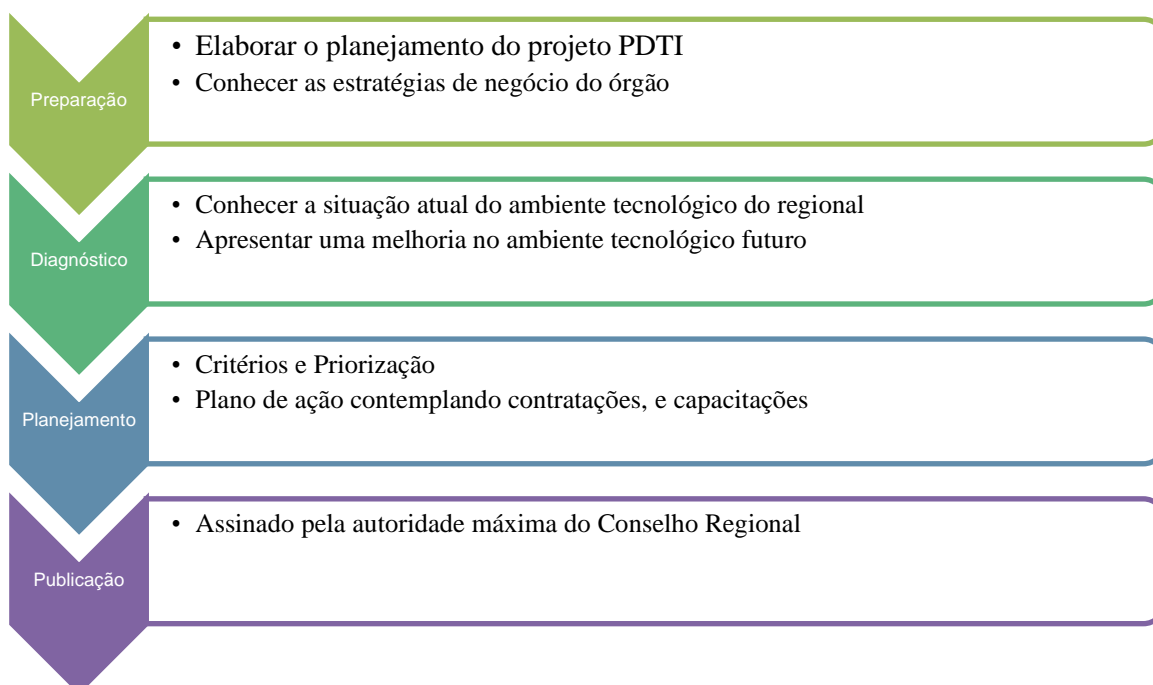 Preparação
• Elaborar o planejamento do projeto PDTI
• Conhecer as estratégias de negócio do órgão
Diagnóstico
• Conhecer a situação atual do ambiente tecnológico do regional
• Apresentar uma melhoria no ambiente tecnológico futuro
Planejamento
• Critérios e Priorização
• Plano de ação contemplando contratações, e capacitações
Publicação
• Assinado pela autoridade máxima do Conselho Regional